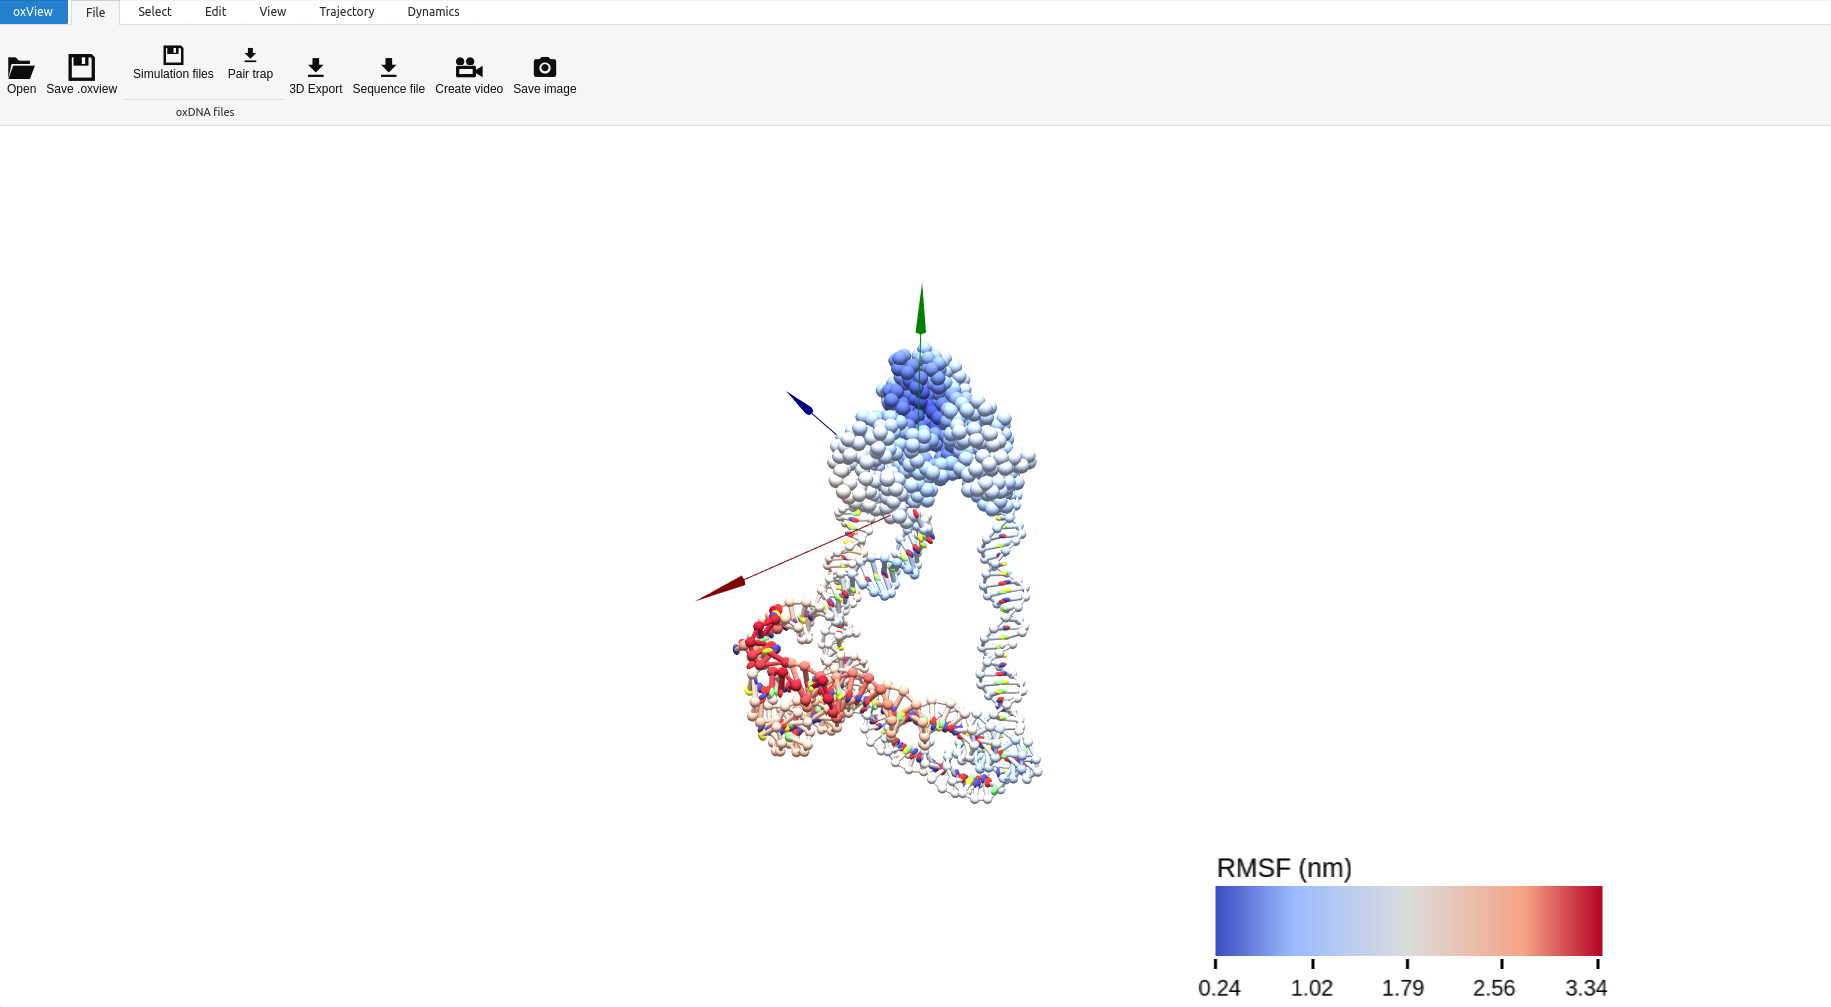 oxView File Select Edit View Trajectory Dynamics
Open Save .oxview Simulation files Pair trap 3D Export Sequence file Create video Save image
oxDNA files
RMSF (nm)
0.24 1.02 1.79 2.56 3.34